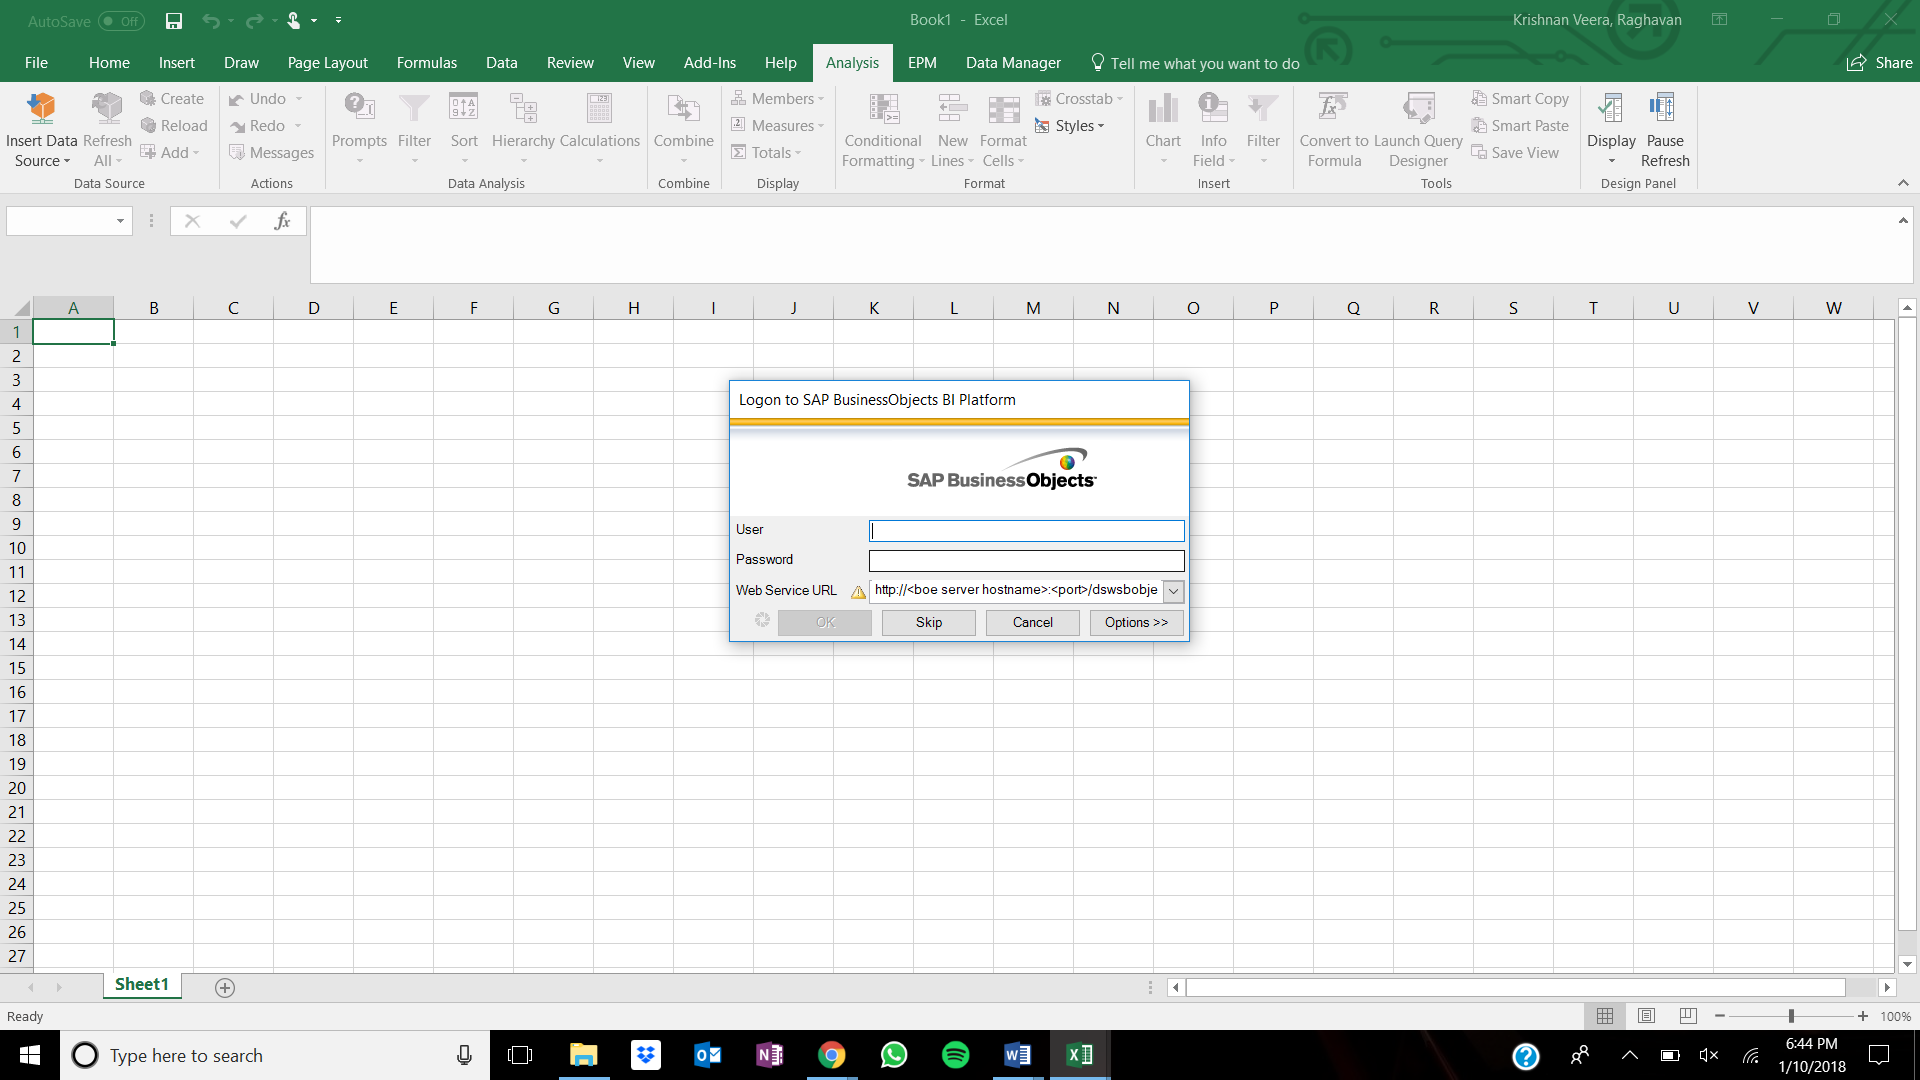 AutoSave Off
Book1 - Excel
Krishnan Veera, Raghavan
File Home Insert Draw Page Layout Formulas Data Review View Add-Ins Help Analysis EPM Data Manager Tell me what you want to do Share
Insert Data Source
Refresh All
Create
Reload
Add
Data Source
Undo
Redo
Messages
Actions
Prompts
Filter
Sort
Hierarchy
Calculations
Data Analysis
Combine
Combine
Members
Measures
Totals
Display
Conditional Formatting
New Lines
Format Cells
Crosstab
Styles
Format
Chart
Info Field
Filter
Insert
Convert to Formula
Launch Query Designer
Smart Copy
Smart Paste
Save View
Tools
Display
Pause Refresh
Design Panel
fx
A B C D E F G H I J K L M N O P Q R S T U V W
1
2
3
4
5
6
7
8
9
10
11
12
13
14
15
16
17
18
19
20
21
22
23
24
25
26
27
Logon to SAP BusinessObjects BI Platform
SAP BusinessObjects
User
Password
Web Service URL http://<boe server hostname>:<port>/dswsbobje
OK Skip Cancel Options >>
Sheet1
Ready
100%
Type here to search
6:44 PM
1/10/2018